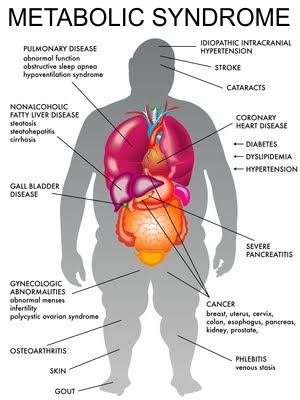 METABOLIC SYNDROME
PULMONARY DISEASE
abnormal function
obstructive sleep apnea
hypoventilation syndrome
IDIOPATHIC INTRACRANIAL
HYPERTENSION
STROKE
CATARACTS
NONALCOHOLIC
FATTY LIVER DISEASE
steatosis
steatohepatitis
cirrhosis
CORONARY
HEART DISEASE
DIABETES
DYSLIPIDEMIA
HYPERTENSION
GALL BLADDER
DISEASE
SEVERE
PANCREATITIS
GYNECOLOGIC
ABNORMALITIES
abnormal menses
infertility
polycystic ovarian syndrome
CANCER
breast, uterus, cervix,
colon, esophagus, pancreas,
kidney, prostate,
OSTEOARTHRITIS
PHLEBITIS
venous stasis
SKIN
GOUT